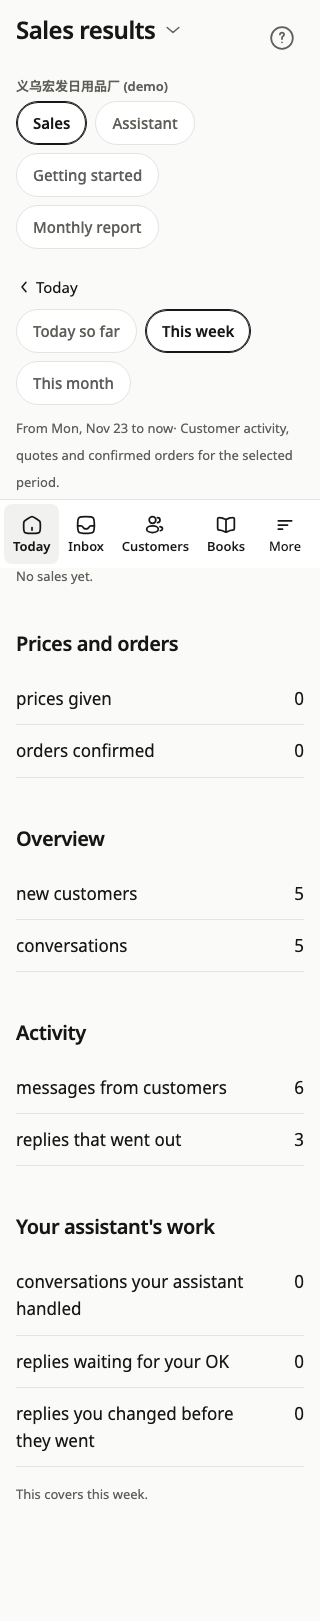 Sales results
义乌宏发日用品厂 (demo)
Sales
Assistant
Getting started
Monthly report
Today
Today so far
This week
This month
From Mon, Nov 23 to now· Customer activity,
quotes and confirmed orders for the selected
period.
Today
Inbox
Customers
Books
More
No sales yet.
Prices and orders
prices given 0
orders confirmed 0
Overview
new customers 5
conversations 5
Activity
messages from customers 6
replies that went out 3
Your assistant's work
conversations your assistant 0
handled
replies waiting for your OK 0
replies you changed before 0
they went
This covers this week.